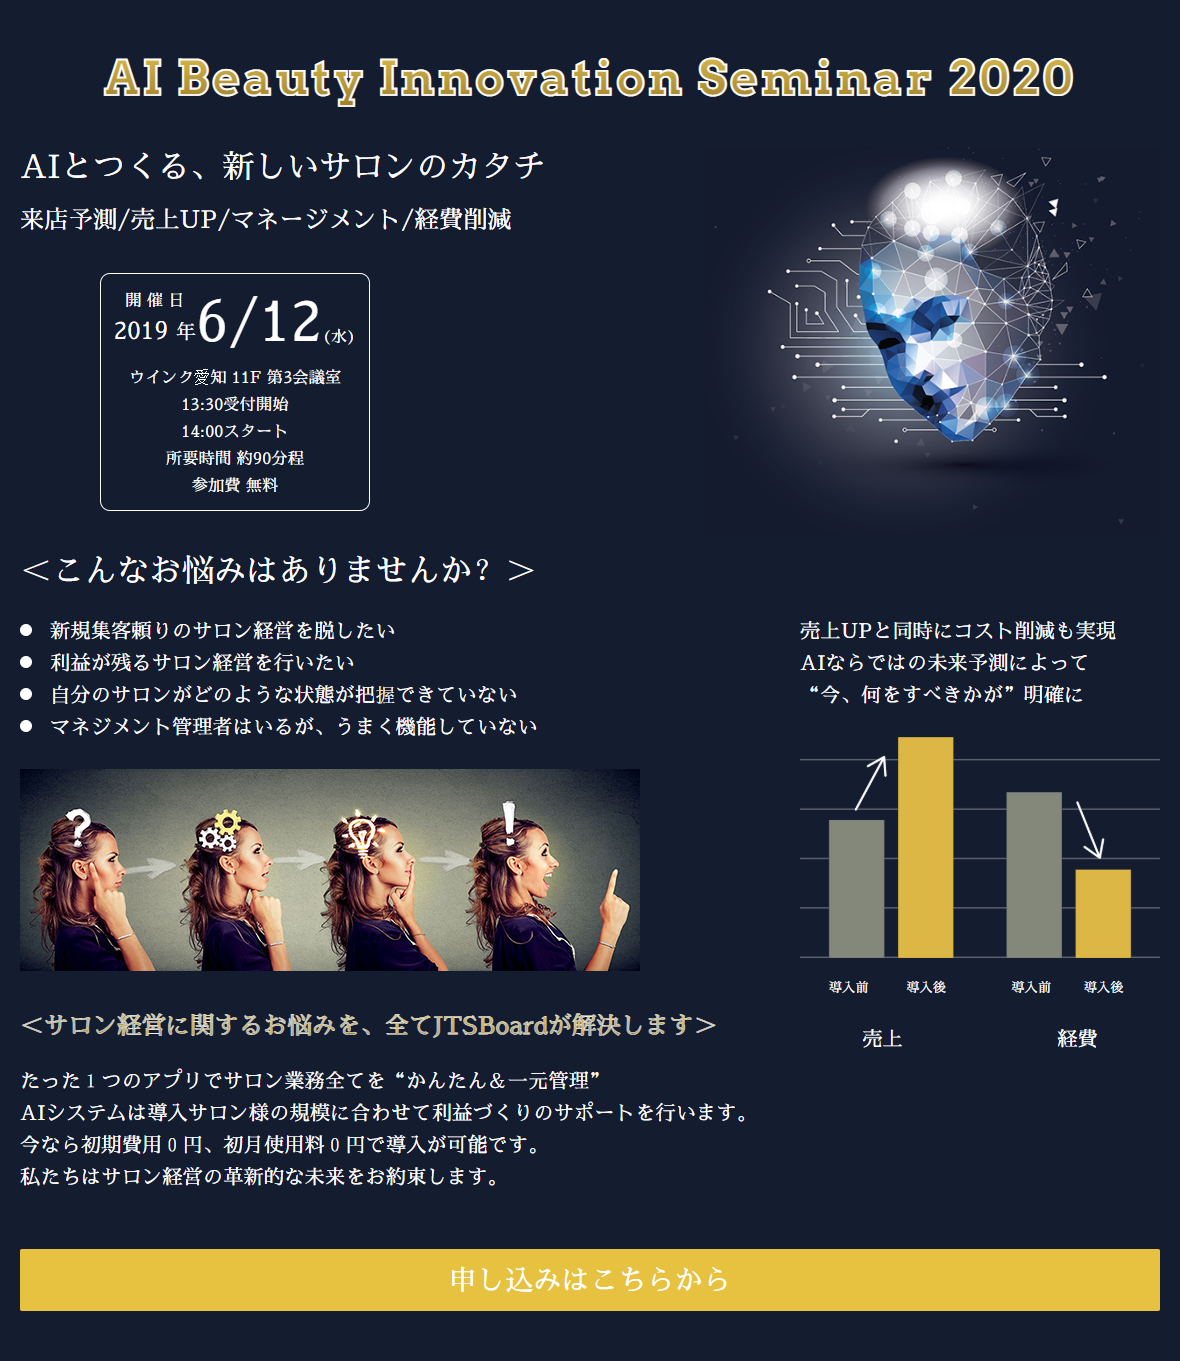 AI Beauty Innovation Seminar 2020
AIとつくる、新しいサロンのカタチ
来店予測/売上UP/マネージメント/経費削減
開催日
2019 年6/12(水)
ウインク愛知 11F 第3会議室
13:30受付開始
14:00スタート
所要時間 約90分程
参加費 無料
＜こんなお悩みはありませんか？＞
● 新規集客頼りのサロン経営を脱したい
● 利益が残るサロン経営を行いたい
● 自分のサロンがどのような状態が把握できていない
● マネジメント管理者はいるが、うまく機能していない
?
!
売上UPと同時にコスト削減も実現
AIならではの未来予測によって
“今、何をすべきかが”明確に
導入前 導入後 導入前 導入後
売上 経費
＜サロン経営に関するお悩みを、全てJTSBoardが解決します＞
たった１つのアプリでサロン業務全てを“かんたん＆一元管理”
AIシステムは導入サロン様の規模に合わせて利益づくりのサポートを行います。
今なら初期費用０円、初月使用料０円で導入が可能です。
私たちはサロン経営の革新的な未来をお約束します。
申し込みはこちらから